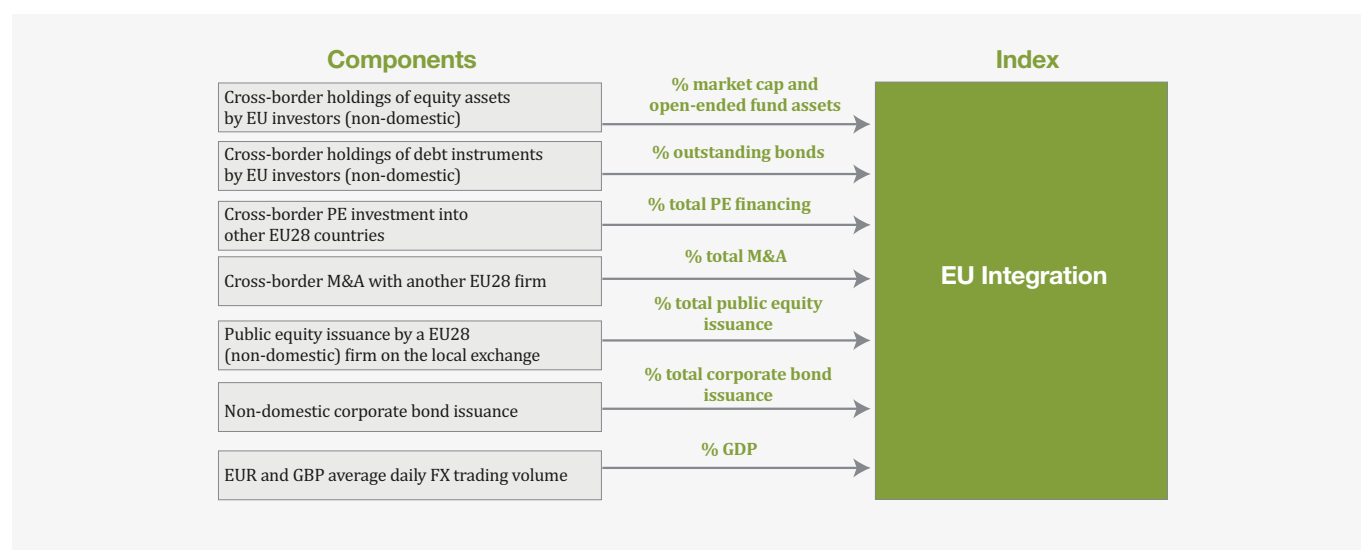 Components
Index
Cross-border holdings of equity assets
by EU investors (non-domestic)
% market cap and
open-ended fund assets
Cross-border holdings of debt instruments
by EU investors (non-domestic)
% outstanding bonds
Cross-border PE investment into
other EU28 countries
% total PE financing
Cross-border M&A with another EU28 firm
% total M&A
EU Integration
Public equity issuance by a EU28
(non-domestic) firm on the local exchange
% total public equity
issuance
Non-domestic corporate bond issuance
% total corporate bond
issuance
EUR and GBP average daily FX trading volume
% GDP